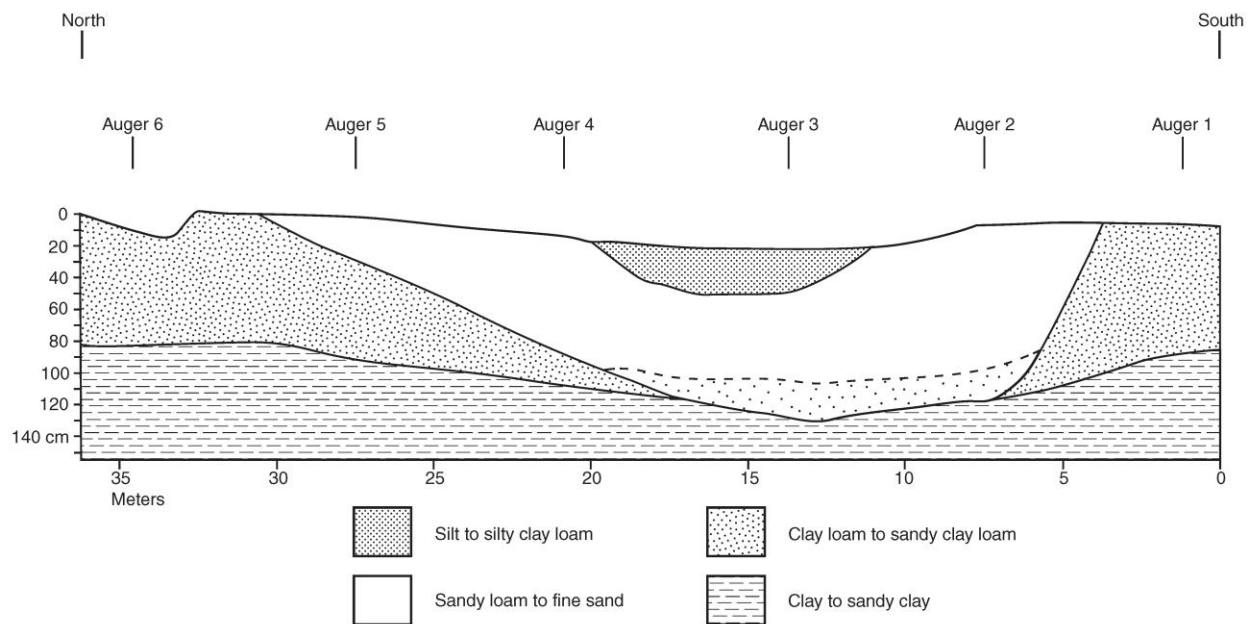 North South
Auger 6 Auger 5 Auger 4 Auger 3 Auger 2 Auger 1
0
20
40
60
80
100
120
140 cm
35 30 25 20 15 10 5 0
Meters
Silt to silty clay loam Clay loam to sandy clay loam
Sandy loam to fine sand Clay to sandy clay